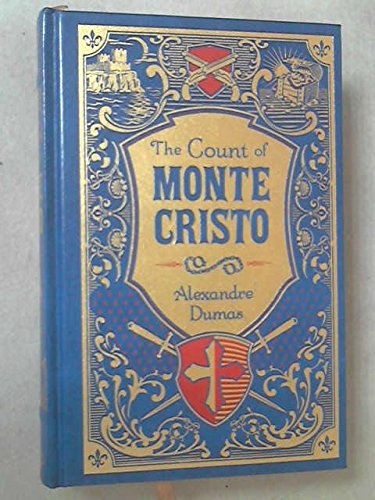 The Count of
MONTE
CRISTO
Alexandre
Dumas